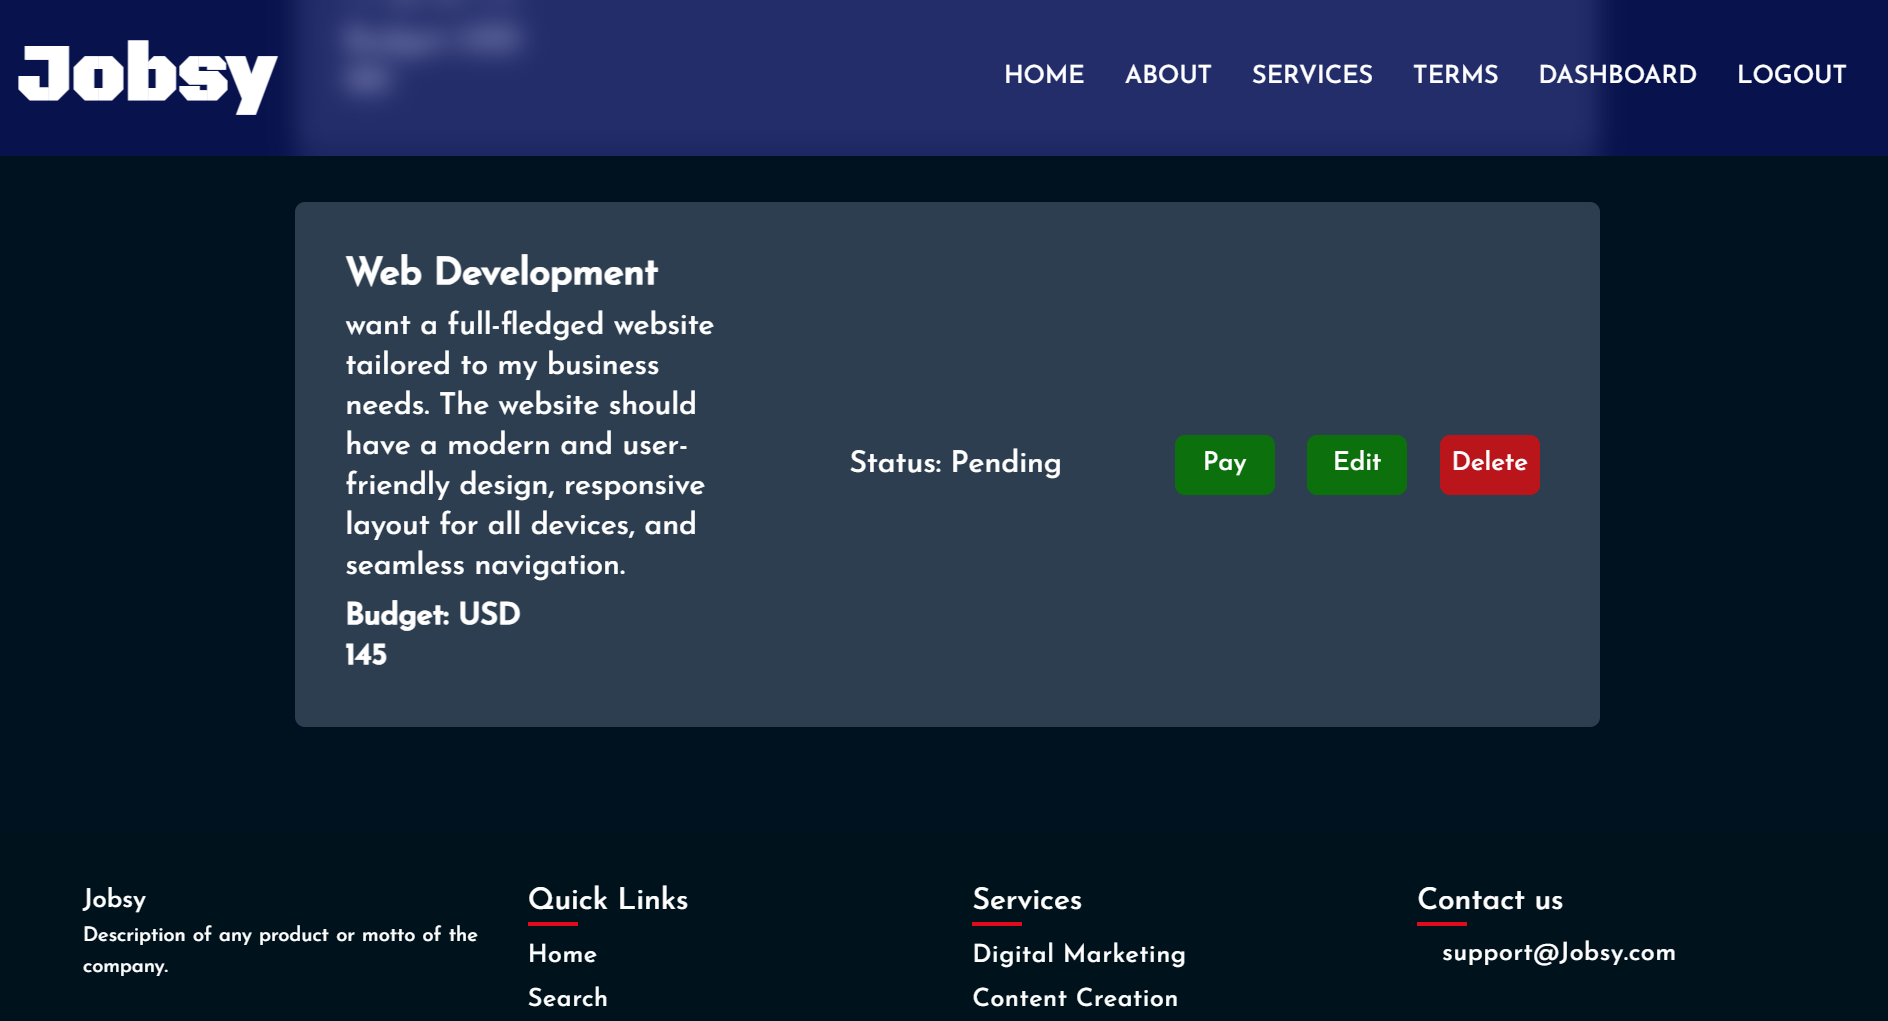 Jobsy
HOME ABOUT SERVICES TERMS DASHBOARD LOGOUT
Web Development
want a full-fledged website
tailored to my business
needs. The website should
have a modern and user-
friendly design, responsive
layout for all devices, and
seamless navigation.
Budget: USD
145
Status: Pending
Pay
Edit
Delete
Jobsy
Description of any product or motto of the
company.
Quick Links
Home
Search
Services
Digital Marketing
Content Creation
Contact us
support@Jobsy.com